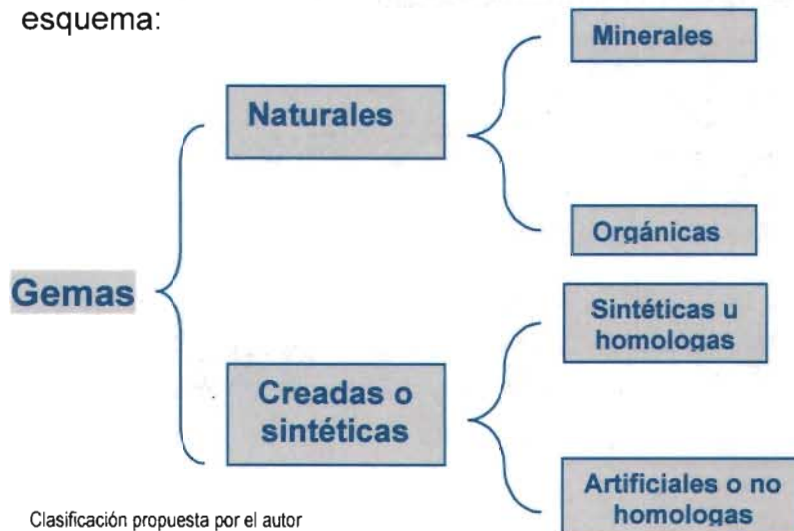 esquema:
Gemas
Naturales
Minerales
Orgánicas
Creadas o
sintéticas
Sintéticas u
homologas
Artificiales o no
homologas
Clasificación propuesta por el autor